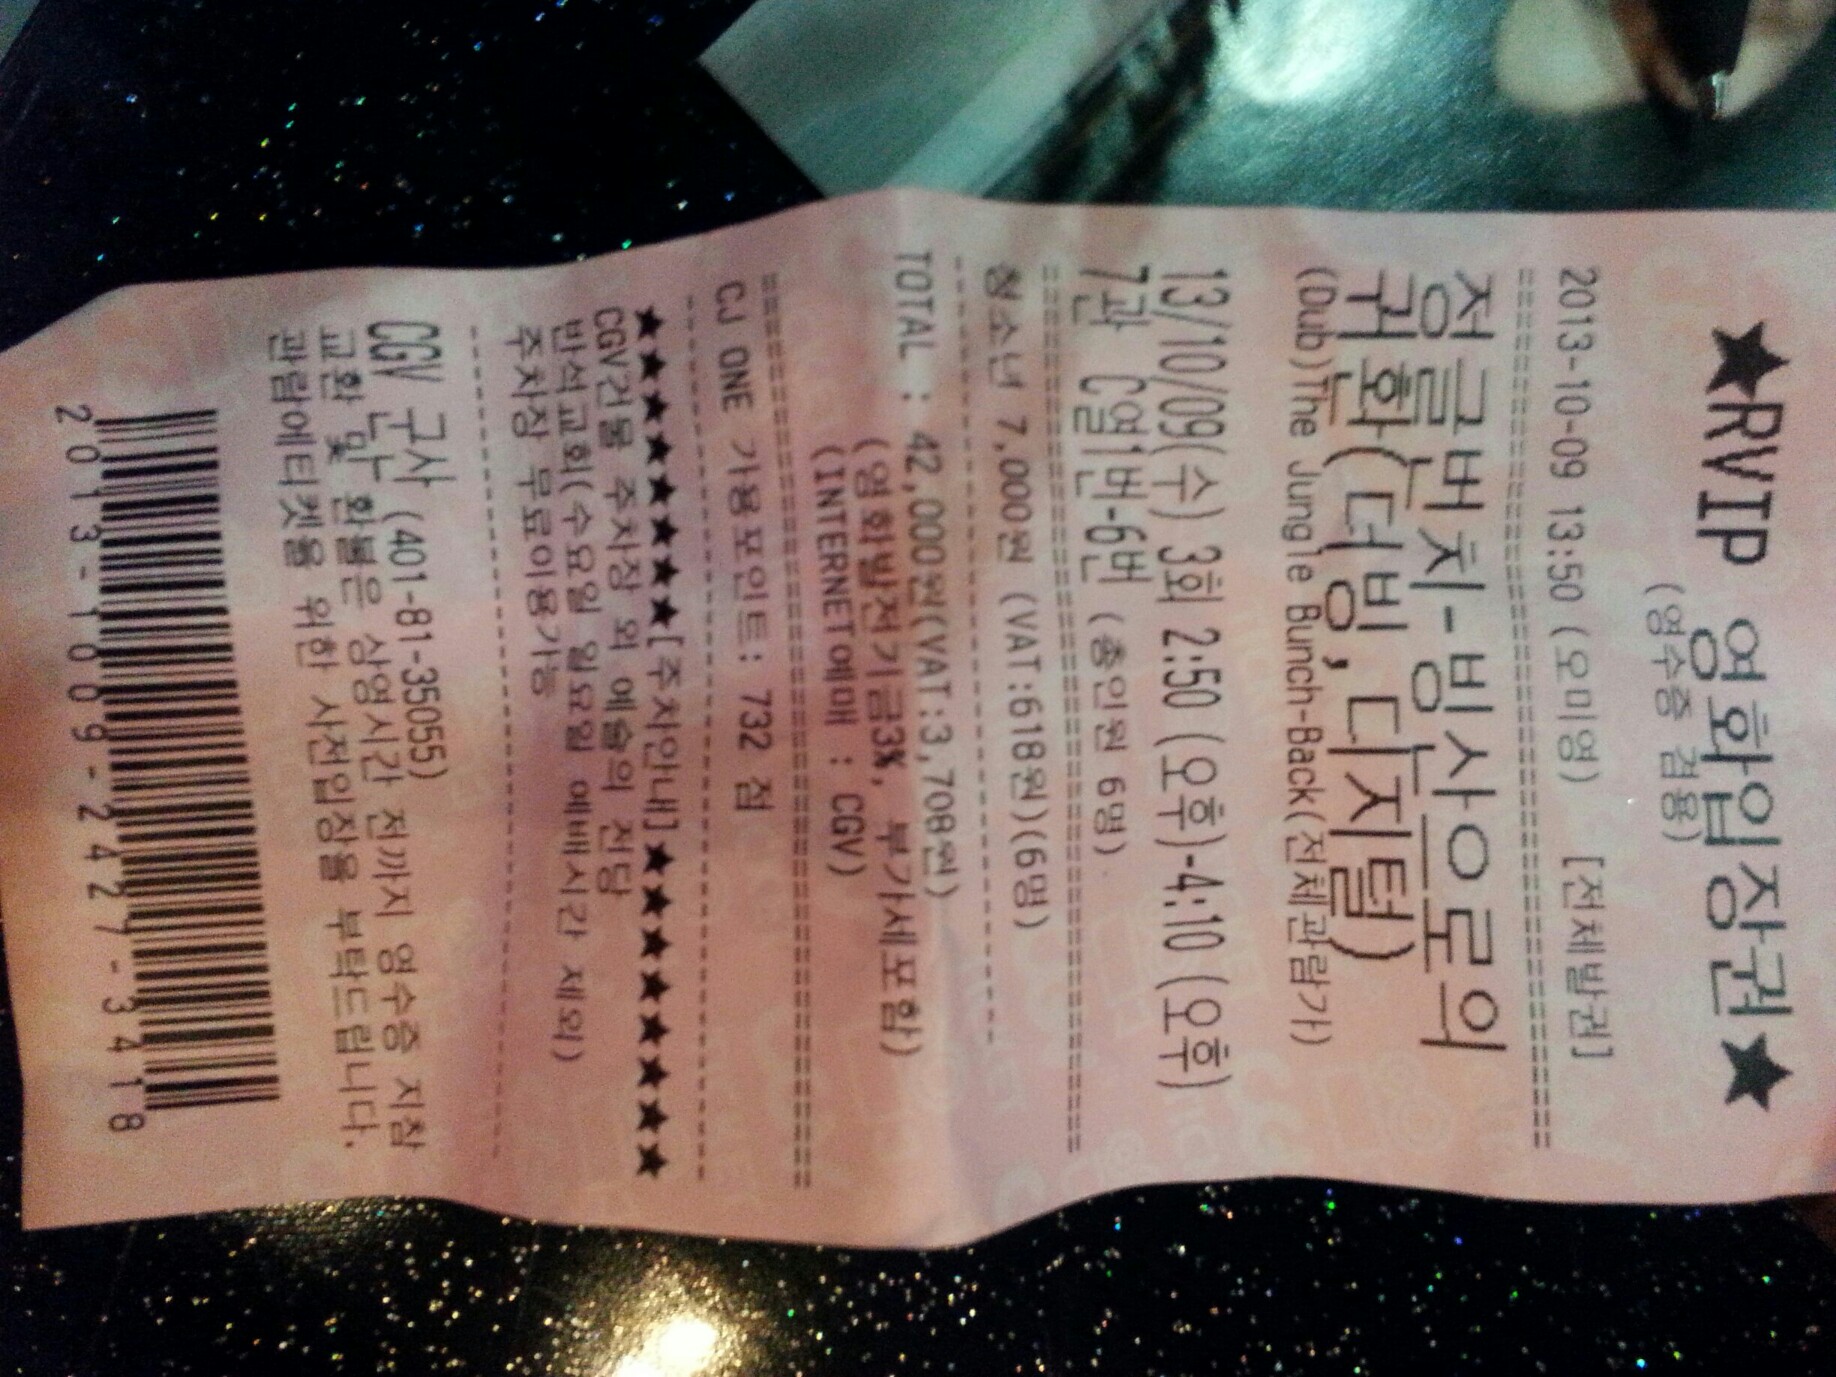 ★RVIP 영화입장권★
(영수증 겸용)
2013-10-09 13:50 (오미영) [전체발권]
==========================================
정글번치-빙산으로의
귀환(더빙, 디지털)
(Dub)The Jungle Bunch-Back(전체관람가)
13/10/09(수) 3회 2:50 (오후)-4:10 (오후)
7관 C열1번-6번 (총인원 6명)
==========================================
청소년 7,000원 (VAT:618원)(6명)
------------------------------------------
TOTAL : 42,000원(VAT:3,708원)
(영화발전기금3%, 부가세포함)
(INTERNET예매 : CGV)
==========================================
CJ ONE 가용포인트: 732 점
------------------------------------------
★★★★★★★★[주차안내]★★★★★★★★★
CGV건물 주차장 외 예술의 전당
반석교회(수요일 일요일 예배시간 제외)
주차장 무료이용가능
------------------------------------------
CGV 군산 (401-81-35055)
교환 및 환불은 상영시간 전까지 영수증 지참
관람에티켓을 위한 사전입장을 부탁드립니다.
2013-1009-2427-3418